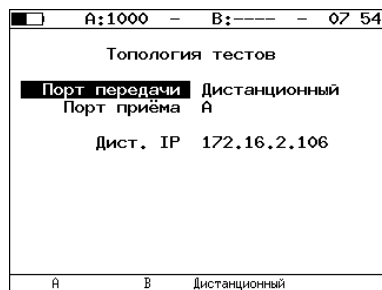 A:1000 - B:---- - 07 54
Топология тестов
Порт передачи Дистанционный
Порт приёма A
Дист. IP 172.16.2.106
A B Дистанционный